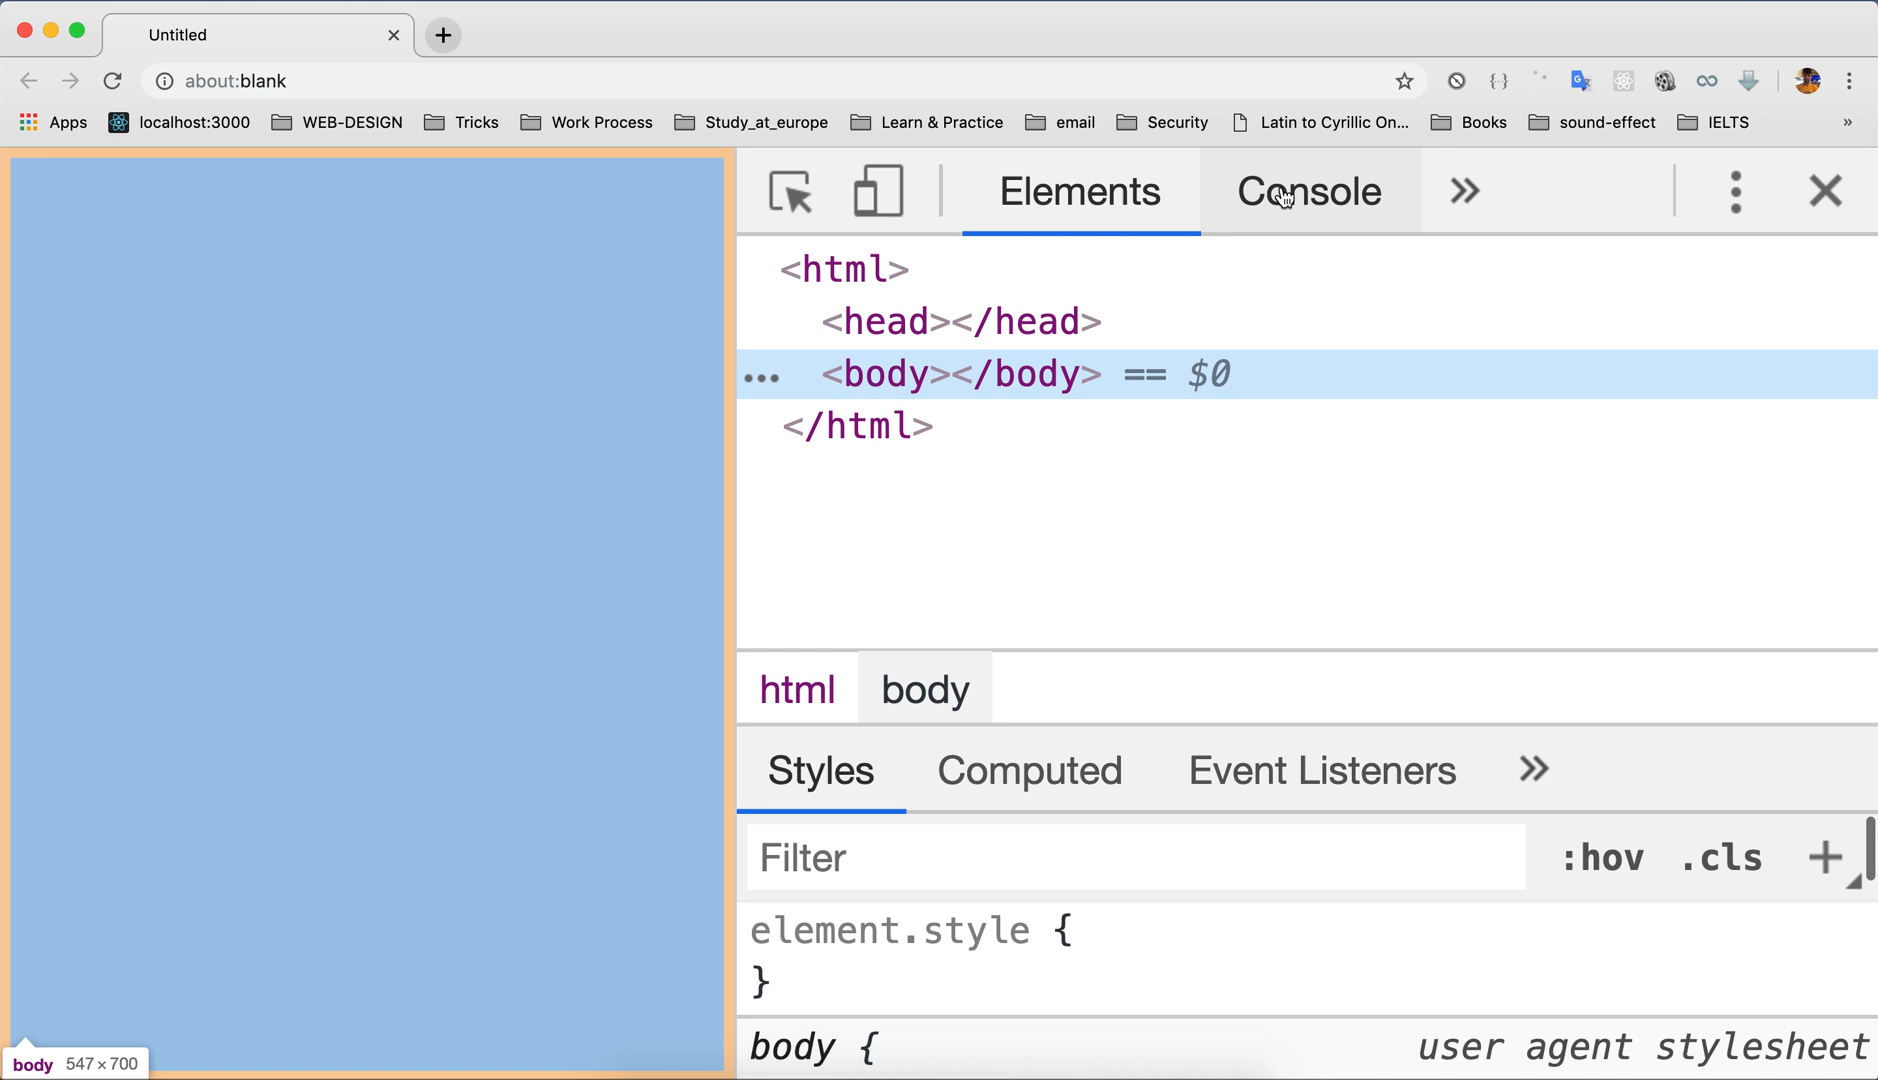 Untitled
about:blank
Apps localhost:3000 WEB-DESIGN Tricks Work Process Study_at_europe Learn & Practice email Security Latin to Cyrillic On... Books sound-effect IELTS »
Elements Console
<html>
<head></head>
... <body></body> == $0
</html>
html body
Styles Computed Event Listeners
Filter :hov .cls +
element.style {
}
body { user agent stylesheet
body 547 × 700